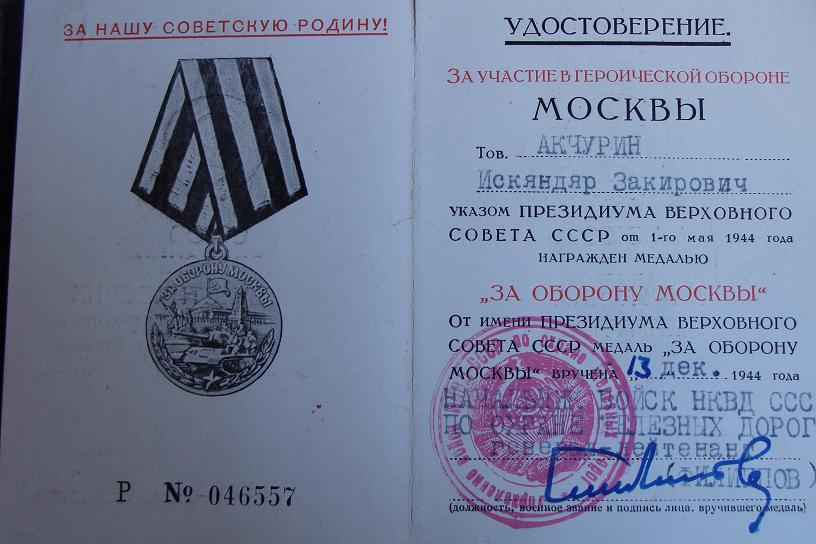 ЗА НАШУ СОВЕТСКУЮ РОДИНУ!
ЗА ОБОРОНУ МОСКВЫ
Р № 046557
УДОСТОВЕРЕНИЕ.
ЗА УЧАСТИЕ В ГЕРОИЧЕСКОЙ ОБОРОНЕ
МОСКВЫ
Тов. АКЧУРИН
Искяндяр Закирович
УКАЗОМ ПРЕЗИДИУМА ВЕРХОВНОГО
СОВЕТА СССР от 1-го мая 1944 года
НАГРАЖДЕН МЕДАЛЬЮ
„ЗА ОБОРОНУ МОСКВЫ“
От имени ПРЕЗИДИУМА ВЕРХОВНОГО
СОВЕТА СССР МЕДАЛЬ „ЗА ОБОРОНУ
МОСКВЫ“ ВРУЧЕНА „13 дек. 1944 года
НАЧАЛЬНИК ВОЙСК НКВД ССС
ПО ОХРАНЕ ЖЕЛЕЗНЫХ ДОРОГ
Генерал-лейтенант
(ФИЛИППОВ)
(должность, военное звание и подпись лица, вручившего медаль)